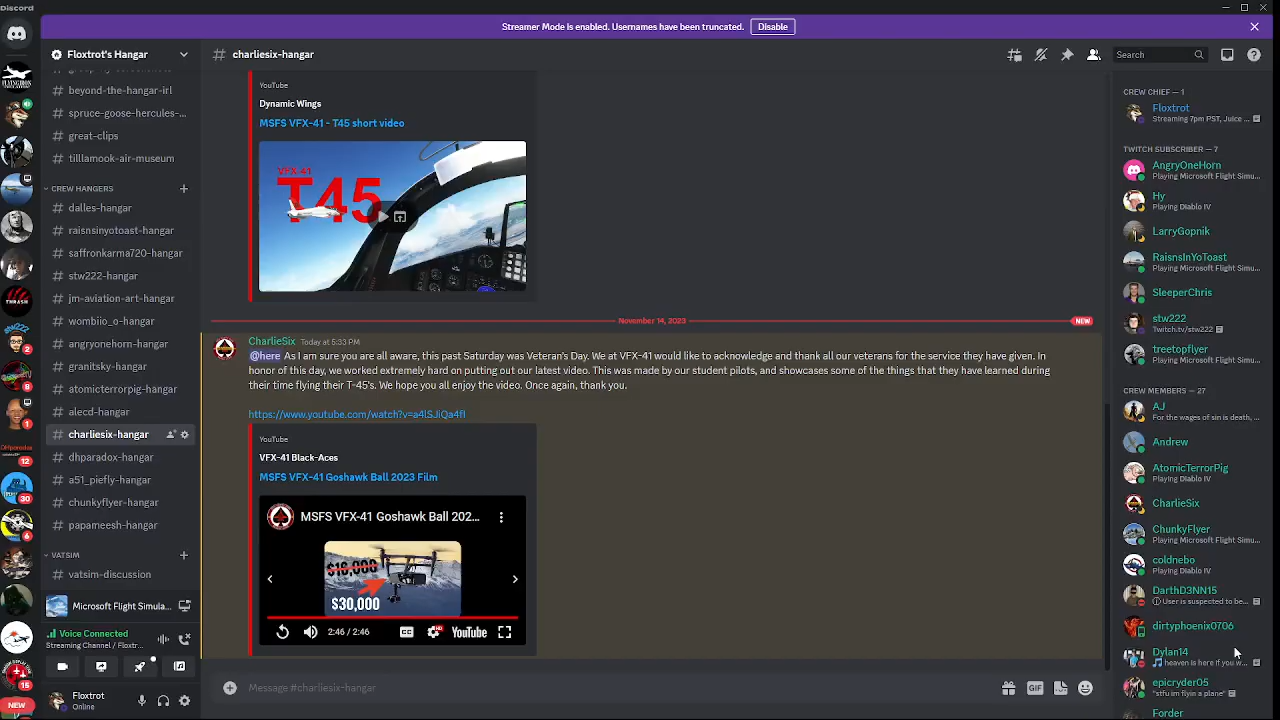 Discord
Streamer Mode is enabled. Usernames have been truncated.
Disable
Floxtrot's Hangar
charliesix-hangar
Search
beyond-the-hangar-irl
spruce-goose-hercules-...
great-clips
tilllanook-air-museum
CREW HANGERS
dalles-hangar
raisnsinyotoast-hangar
saffronkarma720-hangar
stw222-hangar
jm-aviation-art-hangar
wombiio_o-hangar
angryonehorn-hangar
granitsky-hangar
atomicterrorpig-hangar
alecd-hangar
charliesix-hangar
dhparadox-hangar
a51_piefly-hangar
chunkyflyer-hangar
papameesh-hangar
VATSIM
vatsim-discussion
Microsoft Flight Simula...
Voice Connected
Streaming Channel / Floxtr...
Floxtrot
Online
THRASH
STW222
2
9
1
12
30
6
15
NEW
YouTube
Dynamic Wings
MSFS VFX-41 - T45 short video
VFX-41
T45
November 14, 2023
NEW
CharlieSix Today at 5:33 PM
@here As I am sure you are all aware, this past Saturday was Veteran's Day. We at VFX-41 would like to acknowledge and thank all our veterans for the service they have given. In
honor of this day, we worked extremely hard on putting out our latest video. This was made by our student pilots, and showcases some of the things that they have learned during
their time flying their T-45's. We hope you all enjoy the video. Once again, thank you.
https://www.youtube.com/watch?v=a4lSJiQa4fI
YouTube
VFX-41 Black-Aces
MSFS VFX-41 Goshawk Ball 2023 Film
MSFS VFX-41 Goshawk Ball 202...
$16,000
$30,000
2:46 / 2:46
CC
HD
YouTube
Message #charliesix-hangar
GIF
CREW CHIEF — 1
Floxtrot
Streaming 7pm PST, Juice ...
TWITCH SUBSCRIBER — 7
AngryOneHorn
Playing Microsoft Flight Simu...
Hy
Playing Diablo IV
LarryGopnik
RaisnsInYoToast
Playing Microsoft Flight Simu...
SleeperChris
stw222
Twitch.tv/stw222
treetopflyer
Playing Microsoft Flight Simu...
CREW MEMBERS — 27
AJ
For the wages of sin is death, ...
Andrew
AtomicTerrorPig
Playing Diablo IV
CharlieSix
ChunkyFlyer
Playing Microsoft Flight Simu...
coldnebo
Playing Diablo IV
DarthD3NN15
User is suspected to be...
dirtyphoenix0706
Dylan14
heaven is here if you w...
epicryder05
"stfu im flyin a plane"
Forder